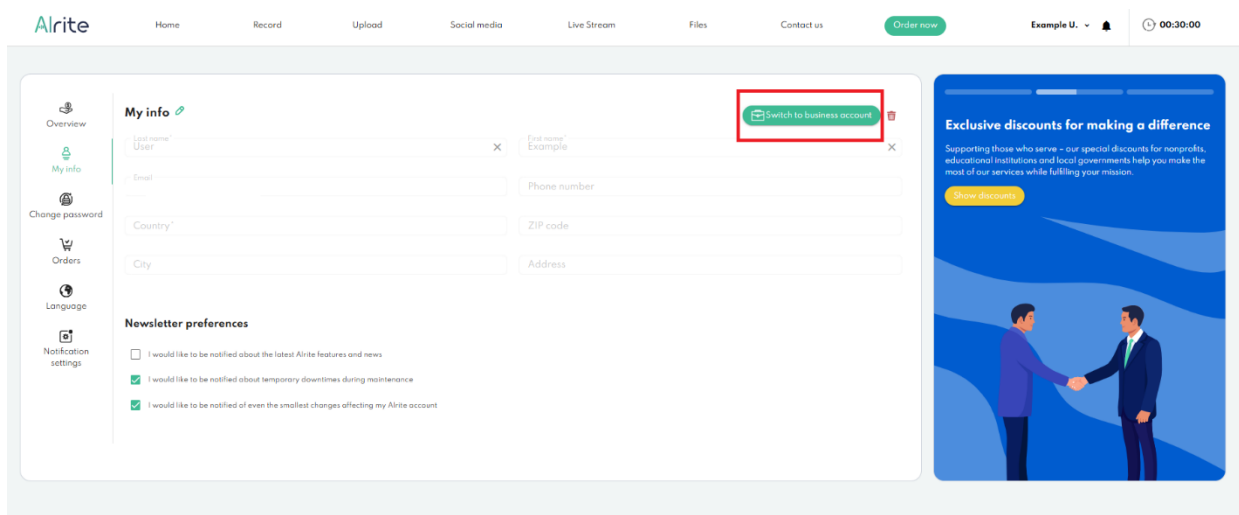 Alrite
Home
Record
Upload
Social media
Live Stream
Files
Contact us
Order now
Example U.
00:30:00
Overview
My info
Change password
Orders
Language
Notification
settings
My info
Switch to business account
Last name*
User
First name*
Example
Email
Phone number
Country*
ZIP code
City
Address
Newsletter preferences
I would like to be notified about the latest Alrite features and news
I would like to be notified about temporary downtimes during maintenance
I would like to be notified of even the smallest changes affecting my Alrite account
Exclusive discounts for making a difference
Supporting those who serve – our special discounts for nonprofits,
educational institutions and local governments help you make the
most of our services while fulfilling your mission.
Show discounts